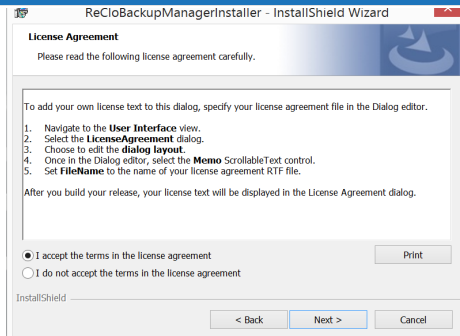 ReCloBackupManagerInstaller - InstallShield Wizard
License Agreement
Please read the following license agreement carefully.
To add your own license text to this dialog, specify your license agreement file in the Dialog editor.
1. Navigate to the User Interface view.
2. Select the LicenseAgreement dialog.
3. Choose to edit the dialog layout.
4. Once in the Dialog editor, select the Memo ScrollableText control.
5. Set FileName to the name of your license agreement RTF file.
After you build your release, your license text will be displayed in the License Agreement dialog.
I accept the terms in the license agreement
Print
I do not accept the terms in the license agreement
InstallShield
< Back Next > Cancel